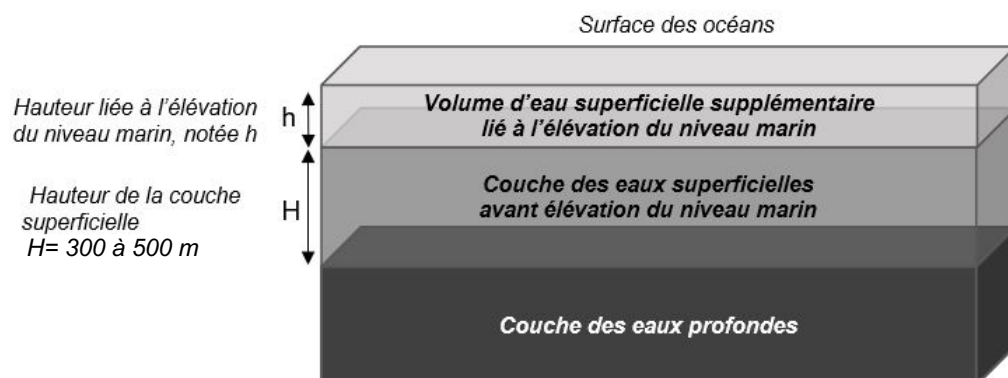 Surface des océans
Hauteur liée à l'élévation
du niveau marin, notée h
h
Volume d'eau superficielle supplémentaire
lié à l'élévation du niveau marin
Hauteur de la couche
superficielle
H= 300 à 500 m
H
Couche des eaux superficielles
avant élévation du niveau marin
Couche des eaux profondes